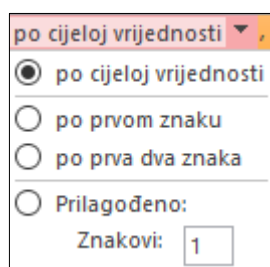 po cijeloj vrijednosti ,
po cijeloj vrijednosti
po prvom znaku
po prva dva znaka
Prilagođeno:
Znakovi: 1